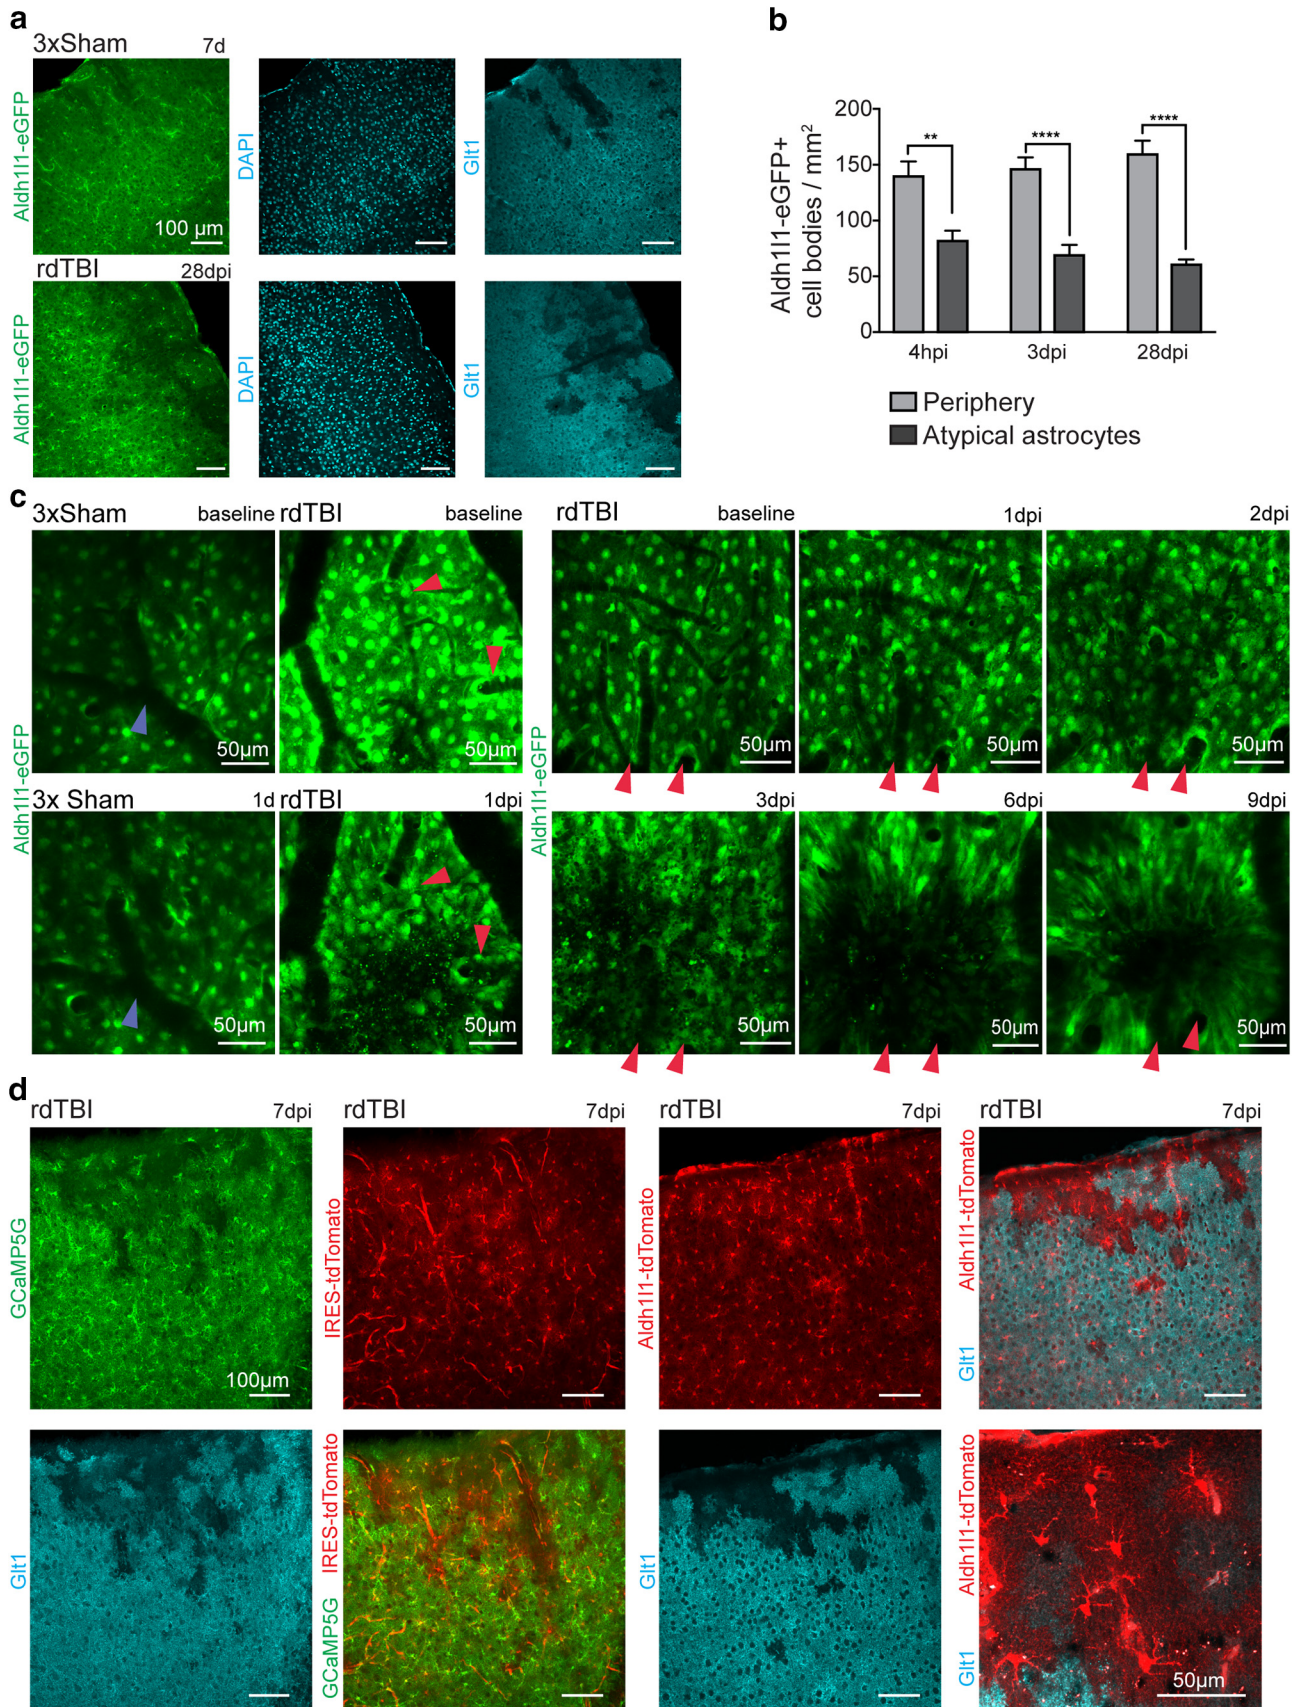 a
3xSham 7d
Aldh1l1-eGFP
100 µm
DAPI
Glt1
rdTBI 28dpi
Aldh1l1-eGFP
DAPI
Glt1
b
Aldh1l1-eGFP+
cell bodies / mm2
200
150
100
50
0
** **** ****
4hpi 3dpi 28dpi
Periphery
Atypical astrocytes
c
Aldh1l1-eGFP
3xSham baseline
50µm
rdTBI baseline
50µm
3x Sham 1d
50µm
rdTBI 1dpi
50µm
Aldh1l1-eGFP
rdTBI baseline
50µm
1dpi
50µm
2dpi
50µm
3dpi
50µm
6dpi
50µm
9dpi
50µm
d
rdTBI 7dpi
GCaMP5G
100µm
rdTBI 7dpi
IRES-tdTomato
rdTBI 7dpi
Aldh1l1-tdTomato
rdTBI 7dpi
Glt1 Aldh1l1-tdTomato
Glt1
GCaMP5G IRES-tdTomato
Glt1
Glt1 Aldh1l1-tdTomato
50µm